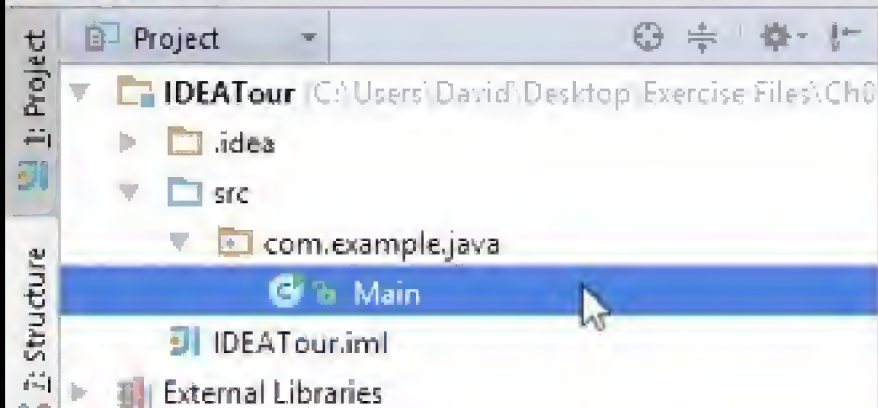 1: Project
Project
IDEATour (C:\Users\David\Desktop\Exercise Files\Ch0
.idea
src
com.example.java
Main
IDEATour.iml
External Libraries
Structure